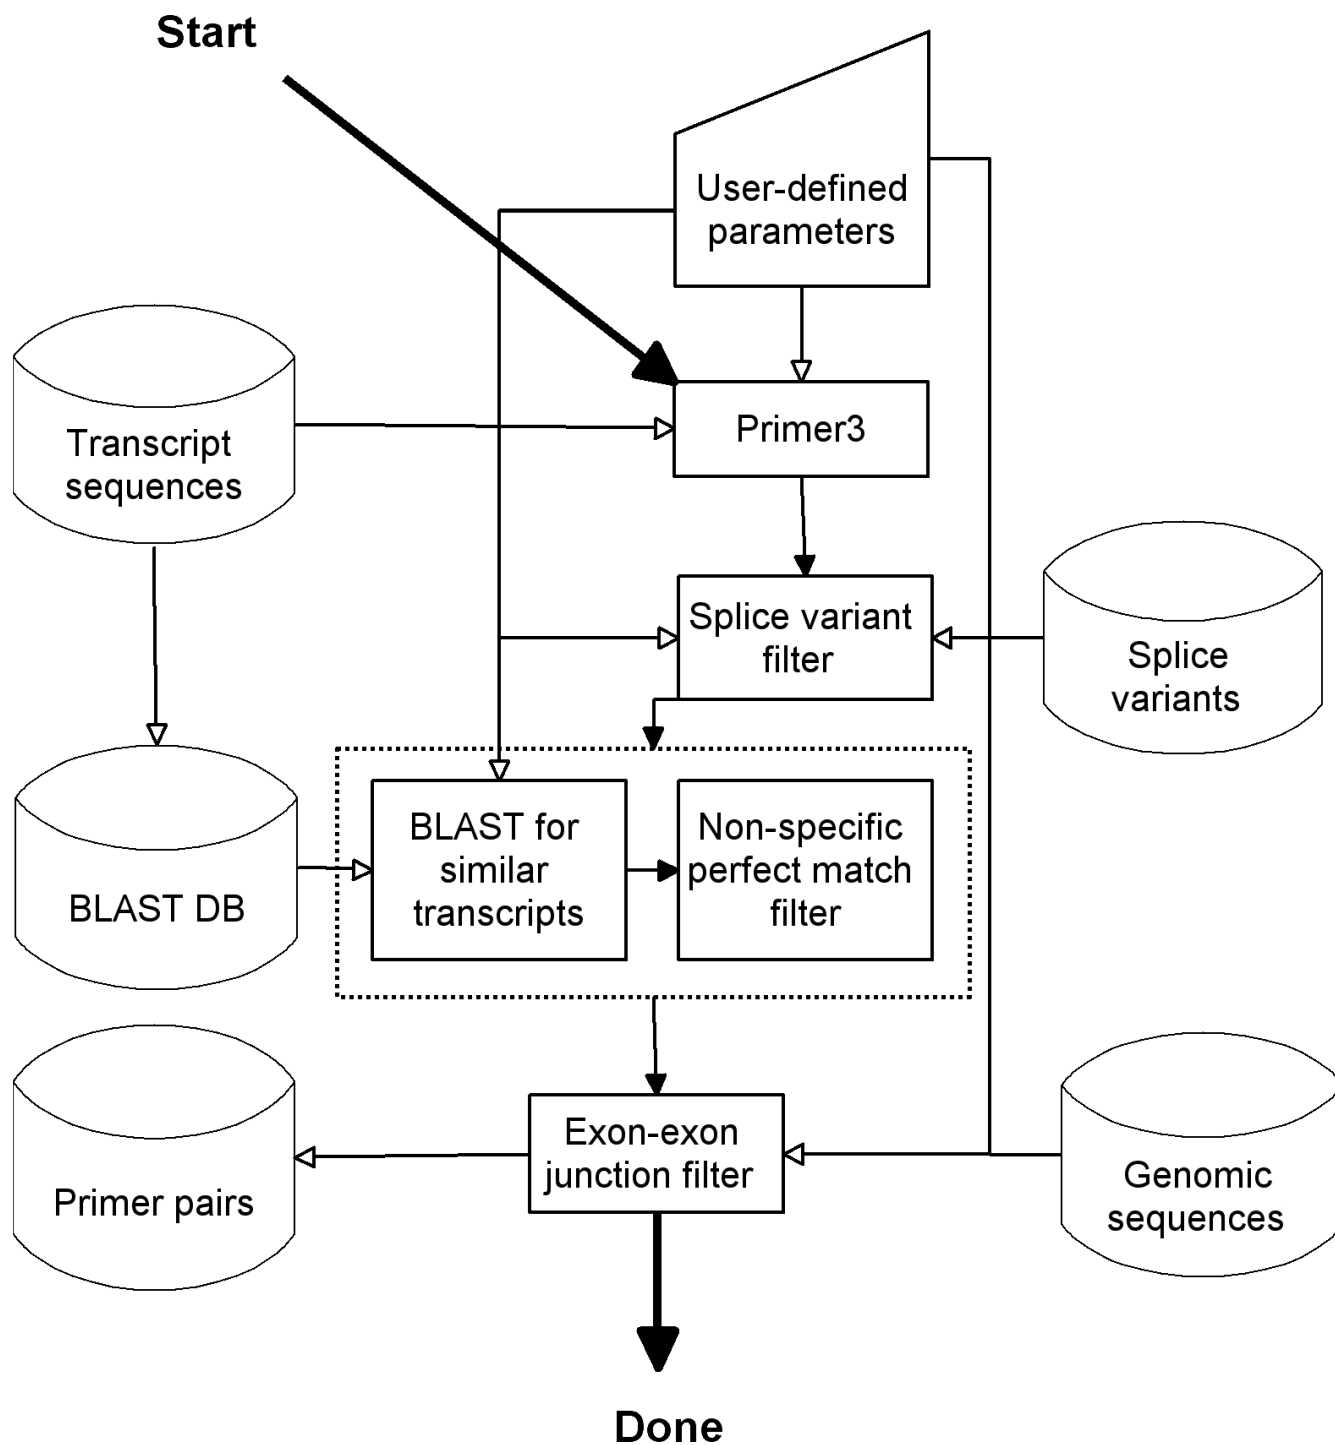 Start
User-defined
parameters
Transcript
sequences
Primer3
Splice variant
filter
Splice
variants
BLAST DB
BLAST for
similar
transcripts
Non-specific
perfect match
filter
Primer pairs
Exon-exon
junction filter
Genomic
sequences
Done